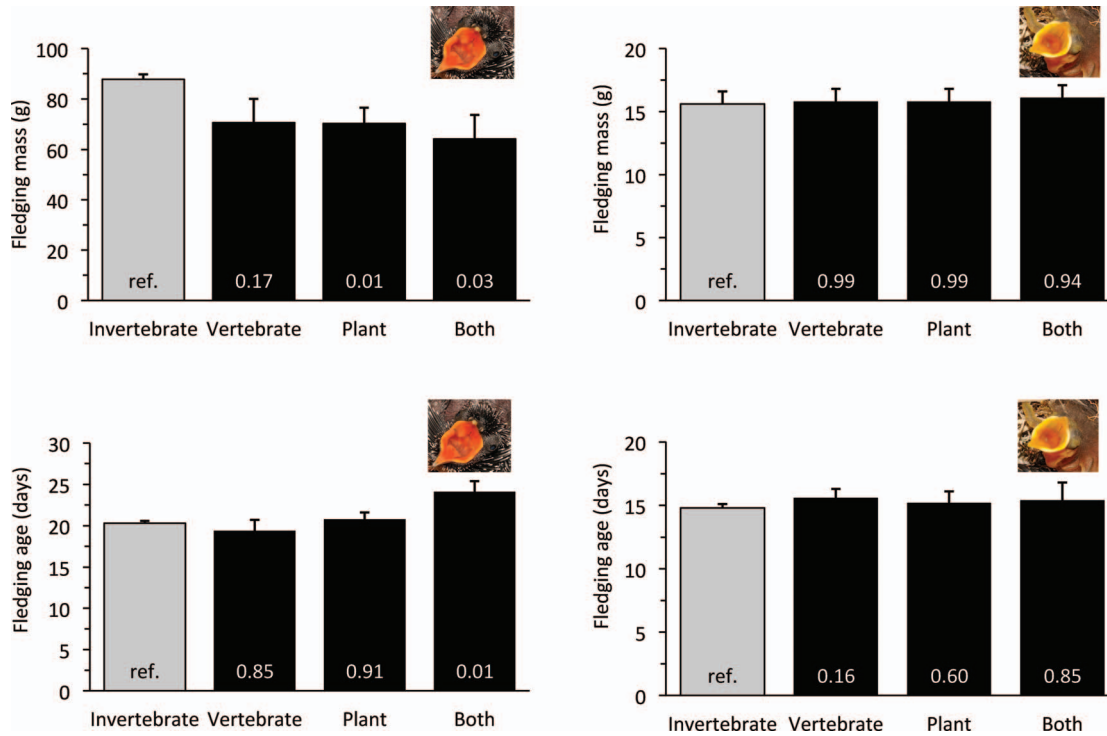 Fledging mass (g)
100
80
60
40
20
0
ref.
0.17
0.01
0.03
Invertebrate Vertebrate Plant Both
Fledging mass (g)
20
15
10
5
0
ref.
0.99
0.99
0.94
Invertebrate Vertebrate Plant Both
Fledging age (days)
30
25
20
15
10
5
0
ref.
0.85
0.91
0.01
Invertebrate Vertebrate Plant Both
Fledging age (days)
20
15
10
5
0
ref.
0.16
0.60
0.85
Invertebrate Vertebrate Plant Both